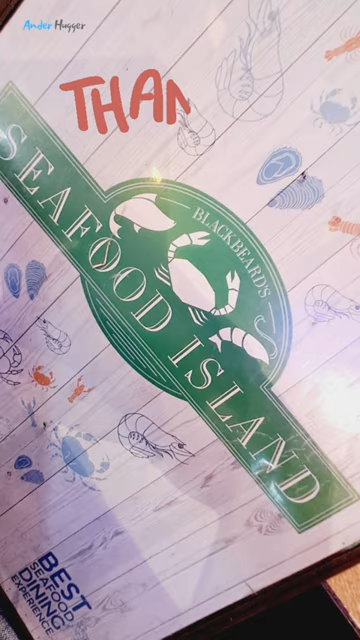 Ander Hugger
THAN
BLACKBEARD'S
SEAFOOD ISLAND
BEST
SEAFOOD
DINING
EXPERIENCE